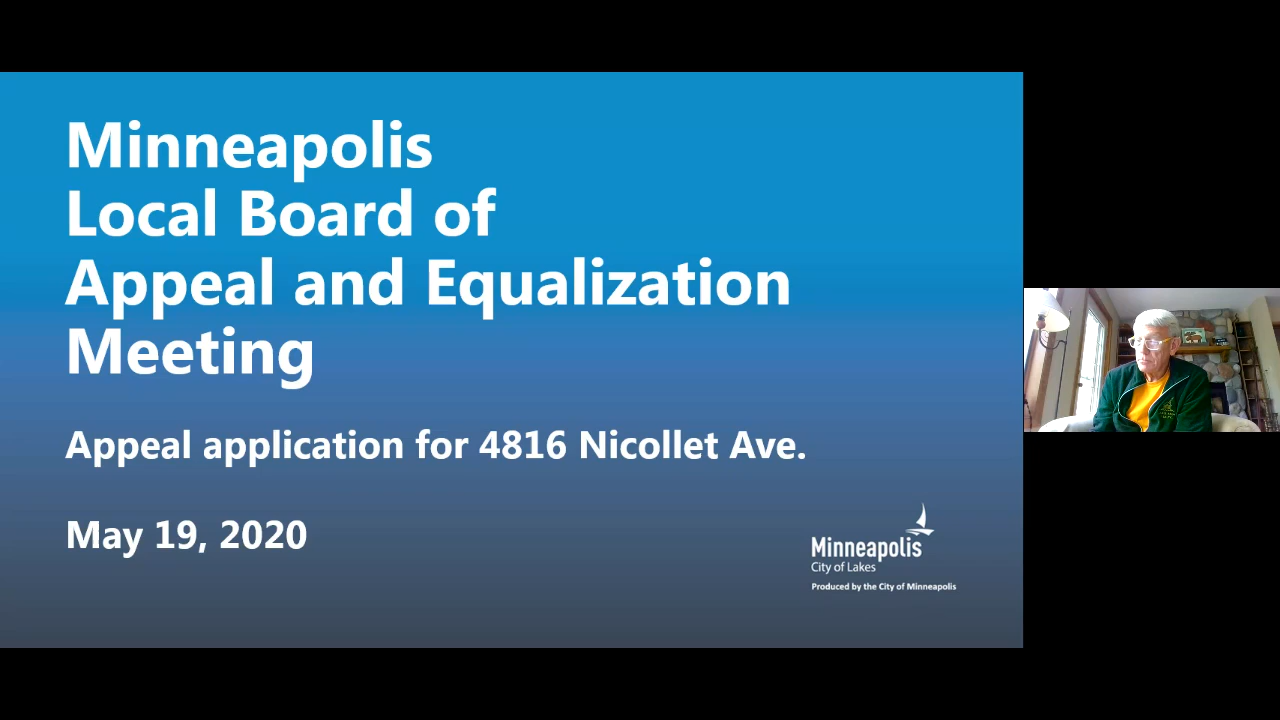 Minneapolis
Local Board of
Appeal and Equalization
Meeting
Appeal application for 4816 Nicollet Ave.
May 19, 2020
Minneapolis
City of Lakes
Produced by the City of Minneapolis